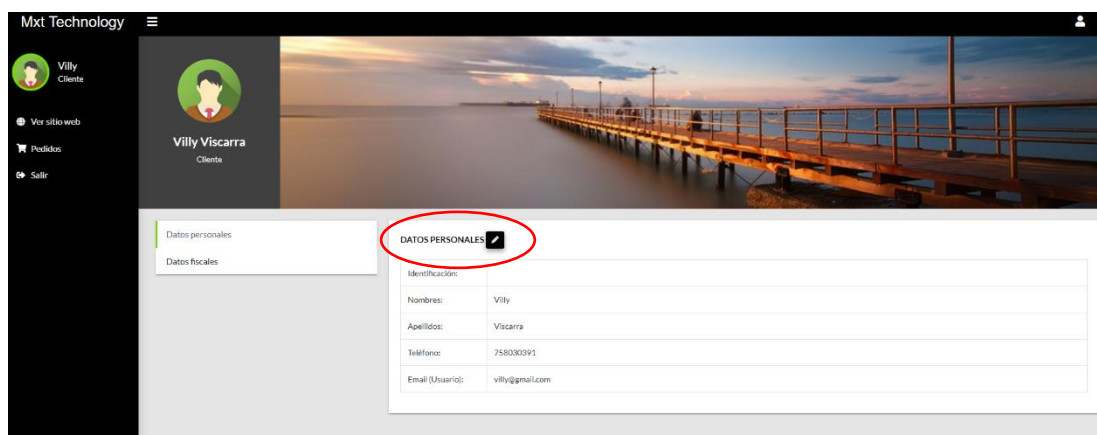 Mxt Technology
Villy
Cliente
Ver sitio web
Pedidos
Salir
Villy Viscarra
Cliente
Datos personales
Datos fiscales
DATOS PERSONALES
Identificación:
Nombres: Villy
Apellidos: Viscarra
Teléfono: 758030391
Email (Usuario): villy@gmail.com